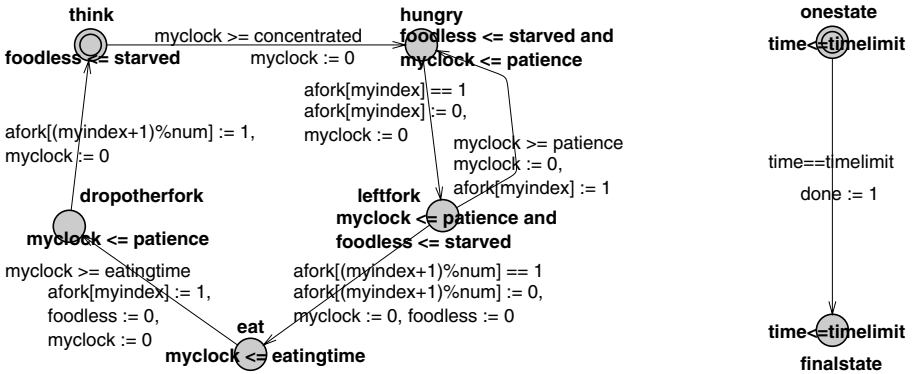 think
foodless <= starved
myclock >= concentrated
myclock := 0
hungry
foodless <= starved and
myclock <= patience
afork[myindex] == 1
afork[myindex] := 0,
myclock := 0
myclock >= patience
myclock := 0,
afork[myindex] := 1
afork[(myindex+1)%num] := 1,
myclock := 0
dropotherfork
myclock <= patience
leftfork
myclock <= patience and
foodless <= starved
myclock >= eatingtime
afork[myindex] := 1,
foodless := 0,
myclock := 0
afork[(myindex+1)%num] == 1
afork[(myindex+1)%num] := 0,
myclock := 0, foodless := 0
eat
myclock <= eatingtime
onestate
time<=timelimit
time==timelimit
done := 1
time<=timelimit
finalstate